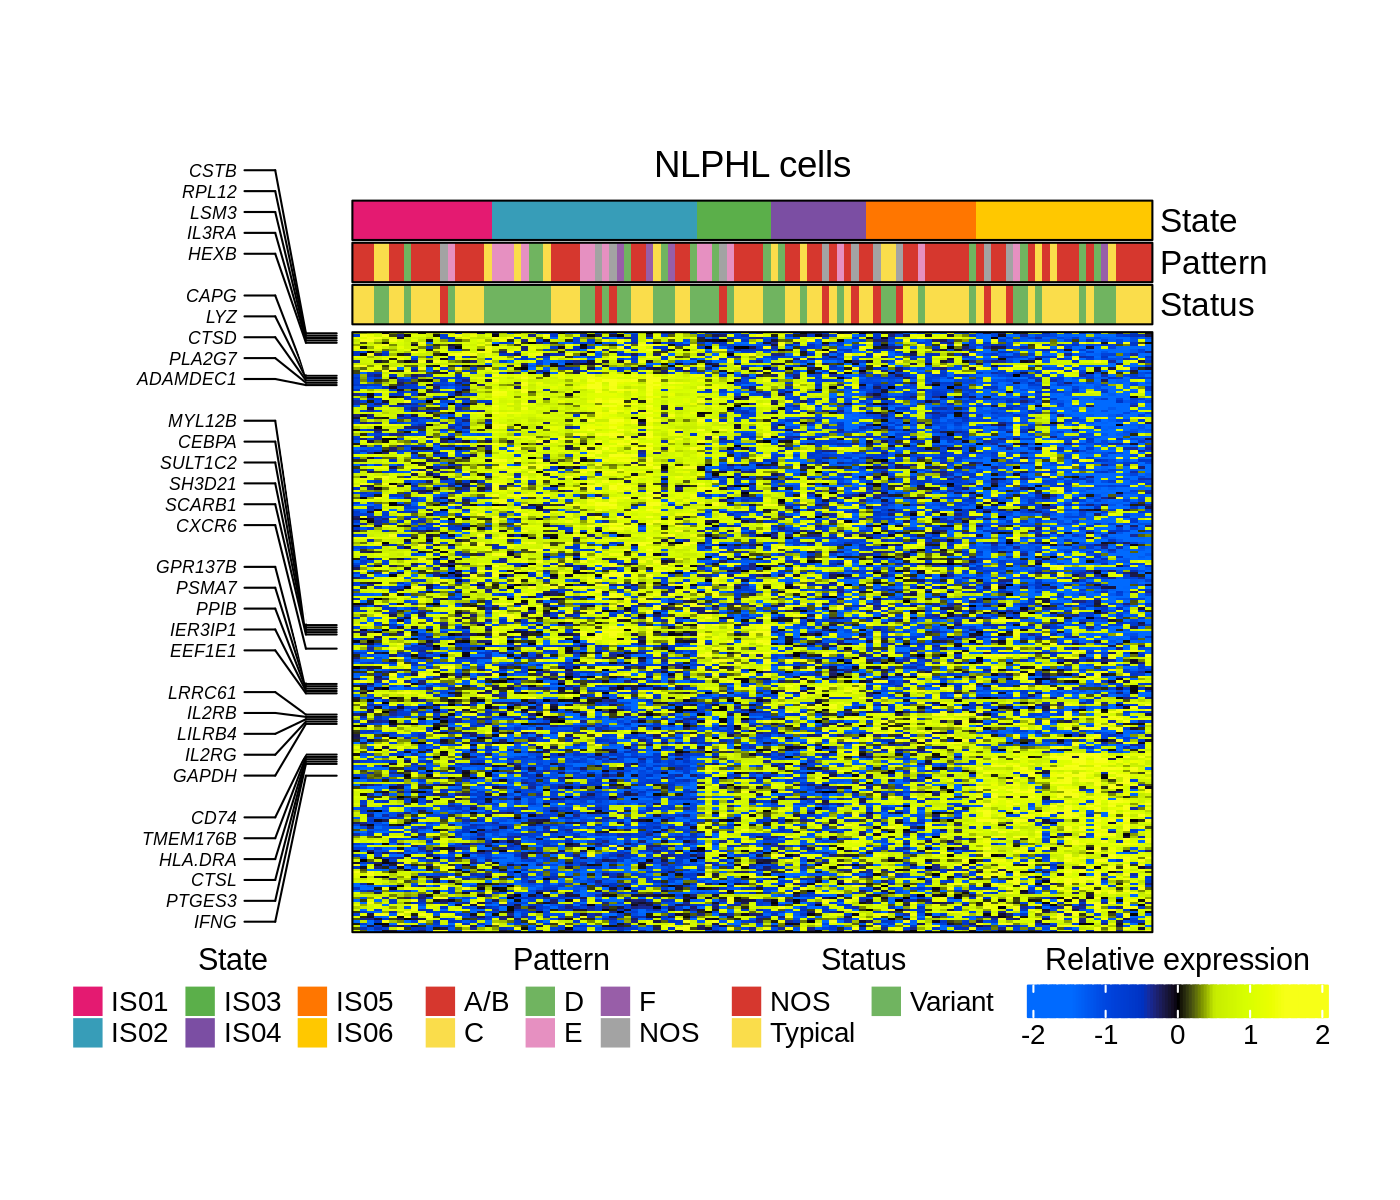 NLPHL cells
State
Pattern
Status
CSTB
RPL12
LSM3
IL3RA
HEXB
CAPG
LYZ
CTSD
PLA2G7
ADAMDEC1
MYL12B
CEBPA
SULT1C2
SH3D21
SCARB1
CXCR6
GPR137B
PSMA7
PPIB
IER3IP1
EEF1E1
LRRC61
IL2RB
LILRB4
IL2RG
GAPDH
CD74
TMEM176B
HLA.DRA
CTSL
PTGES3
IFNG
State Pattern Status Relative expression
IS01 IS03 IS05 A/B D F NOS Variant
IS02 IS04 IS06 C E NOS Typical
-2 -1 0 1 2